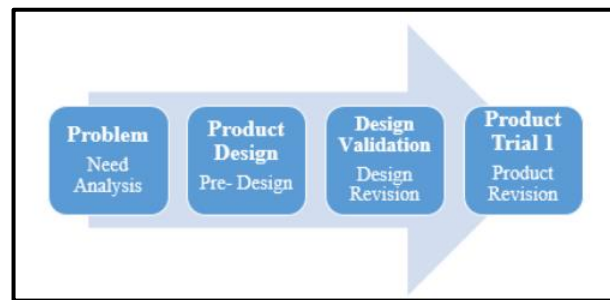 Problem
Need
Analysis
Product
Design
Pre- Design
Design
Validation
Design
Revision
Product
Trial 1
Product
Revision